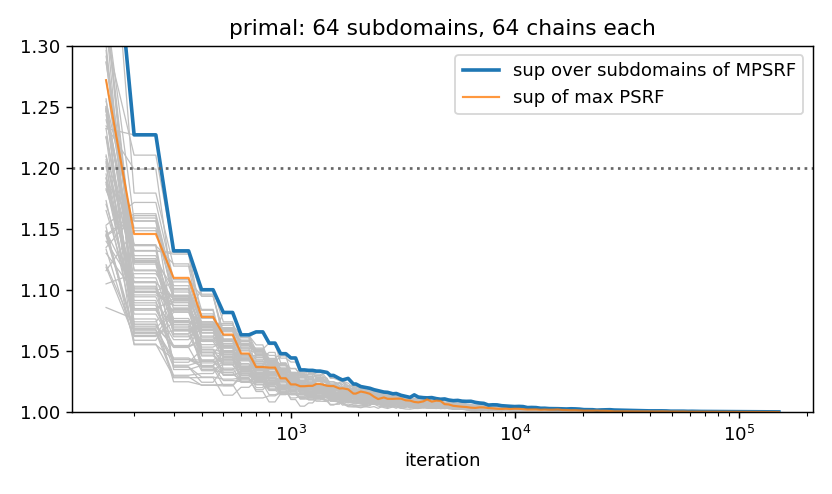 primal: 64 subdomains, 64 chains each
sup over subdomains of MPSRF
sup of max PSRF
1.30
1.25
1.20
1.15
1.10
1.05
1.00
10³
10⁴
10⁵
iteration